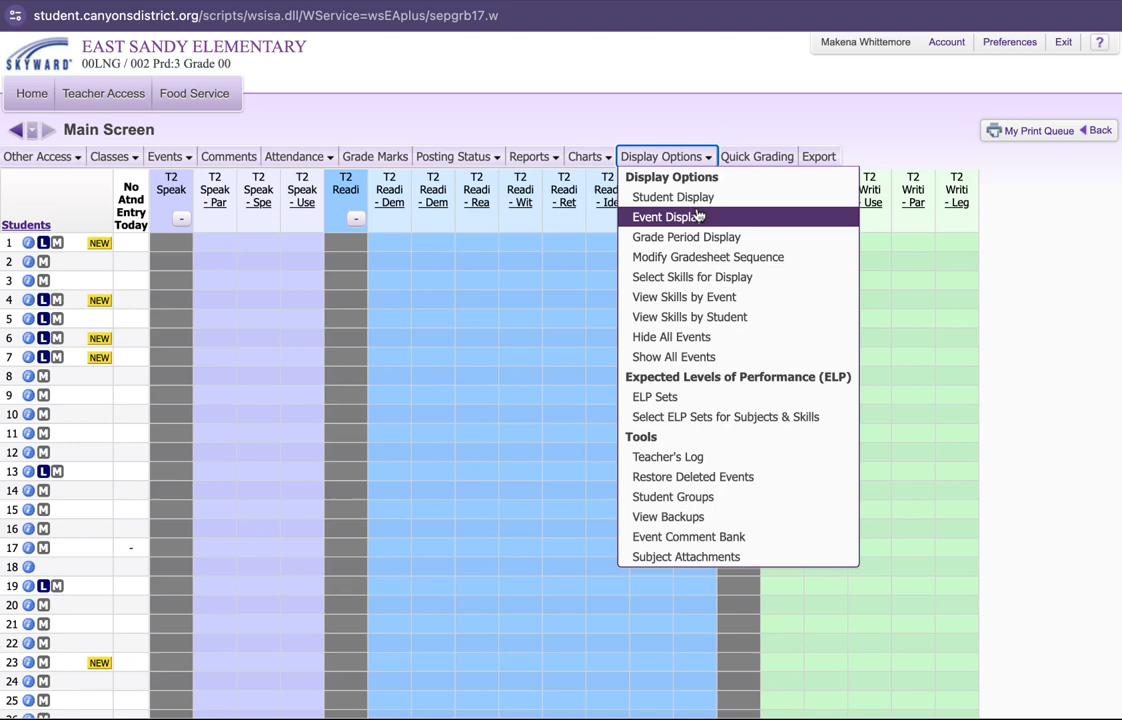 student.canyonsdistrict.org/scripts/wsisa.dll/WService=wsEAplus/sepgrb17.w
SKYWARD®
EAST SANDY ELEMENTARY
00LNG / 002 Prd:3 Grade 00
Makena Whittemore Account Preferences Exit ?
Home Teacher Access Food Service
Main Screen
My Print Queue Back
Other Access Classes Events Comments Attendance Grade Marks Posting Status Reports Charts Display Options Quick Grading Export
Students
No Atnd Entry Today
T2 Speak -
T2 Speak - Par
T2 Speak - Spe
T2 Speak - Use
T2 Readi -
T2 Readi - Dem
T2 Readi - Dem
T2 Readi - Rea
T2 Readi - Wit
T2 Readi - Ret
T2 Read - Ide
T2 Writi - Use
T2 Writi - Par
T2 Writi - Leg
Display Options
Student Display
Event Display
Grade Period Display
Modify Gradesheet Sequence
Select Skills for Display
View Skills by Event
View Skills by Student
Hide All Events
Show All Events
Expected Levels of Performance (ELP)
ELP Sets
Select ELP Sets for Subjects & Skills
Tools
Teacher's Log
Restore Deleted Events
Student Groups
View Backups
Event Comment Bank
Subject Attachments
1 i L M NEW
2 i M
3 i M
4 i L M NEW
5 i L M
6 i L M NEW
7 i L M NEW
8 i M
9 i M
10 i M
11 i M
12 i M
13 i L M
14 i M
15 i M
16 i M
17 i M -
18 i
19 i L M
20 i M
21 i M
22 i M
23 i M NEW
24 i M
25 i M